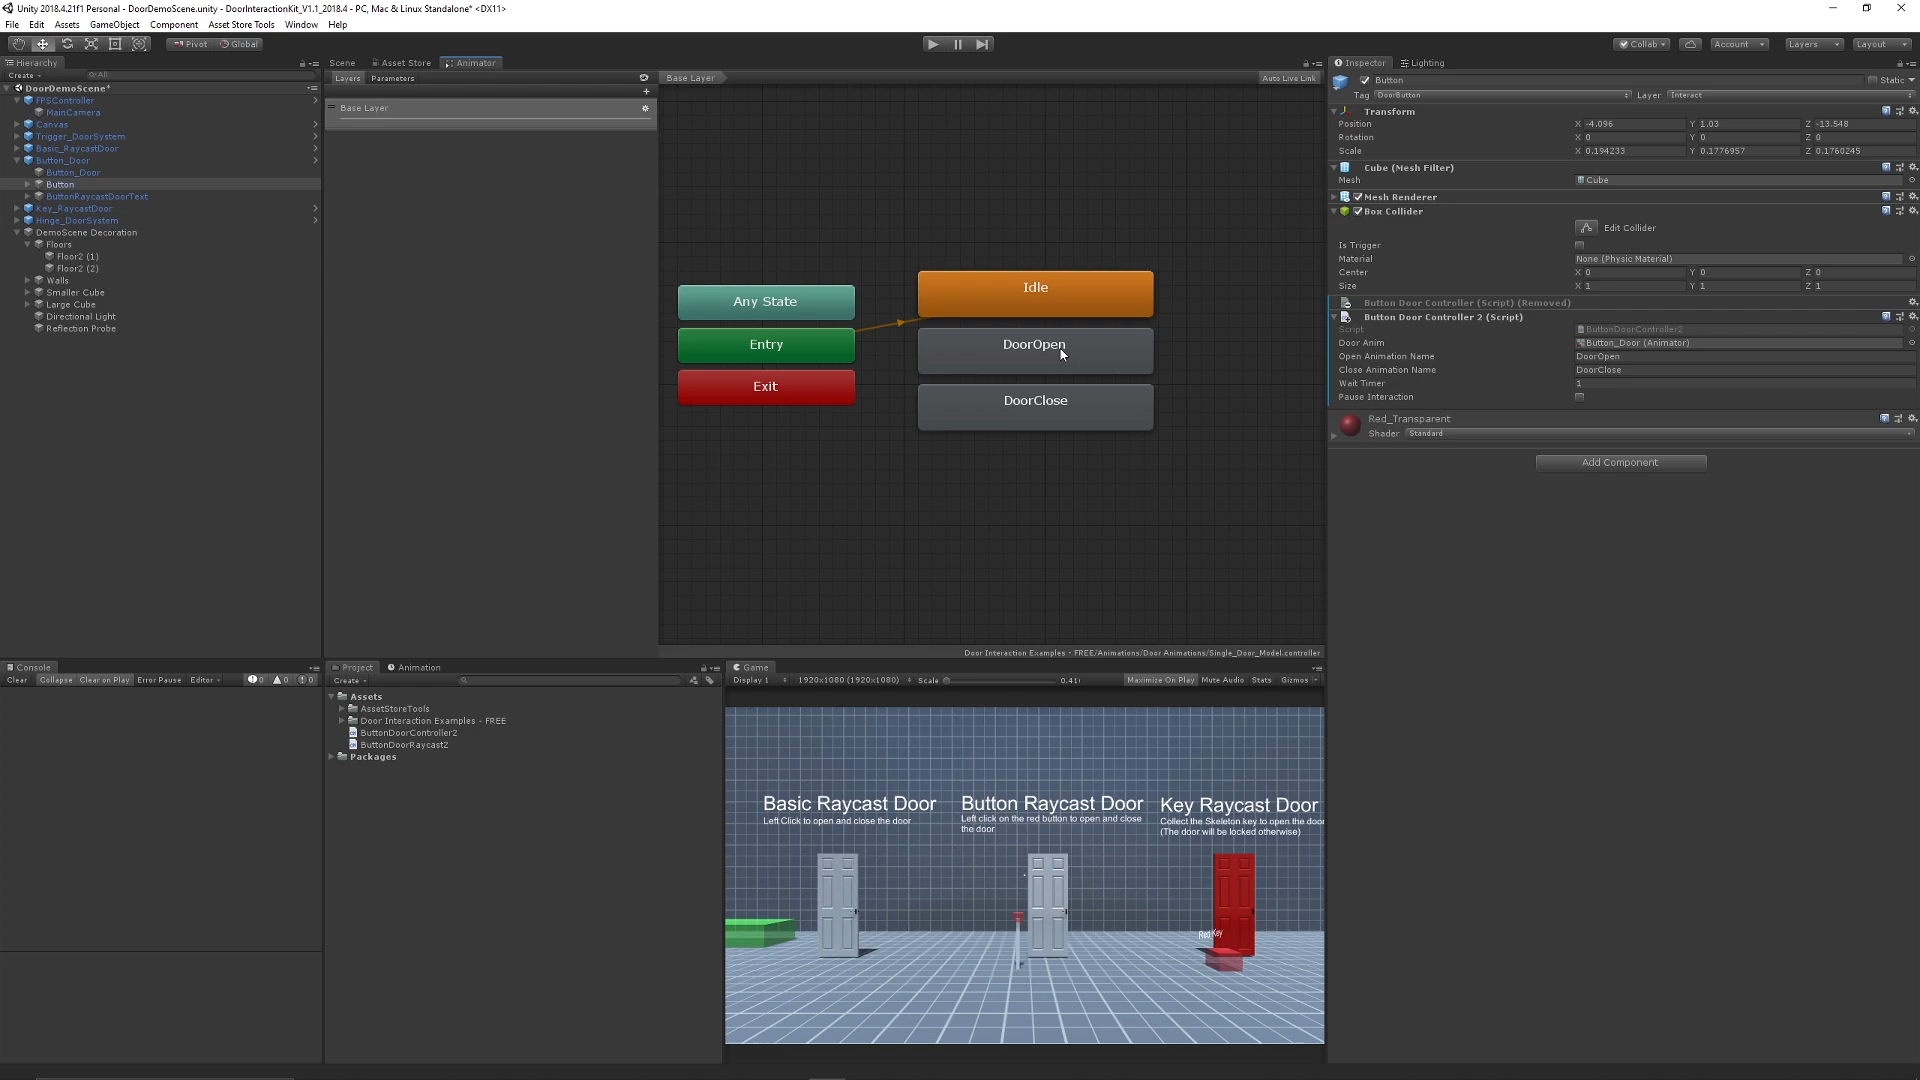 Unity 2018.4.21f1 Personal - DoorDemoScene.unity - DoorInteractionKit_V1.1_2018.4 - PC, Mac & Linux Standalone* <DX11>
File Edit Assets GameObject Component Asset Store Tools Window Help
Pivot Global Collab Account Layers Layout
Hierarchy
Create All
DoorDemoScene*
FPSController
MainCamera
Canvas
Trigger_DoorSystem
Basic_RaycastDoor
Button_Door
Button_Door
Button
ButtonRaycastDoorText
Key_RaycastDoor
Hinge_DoorSystem
DemoScene Decoration
Floors
Floor2 (1)
Floor2 (2)
Walls
Smaller Cube
Large Cube
Directional Light
Reflection Probe
Scene Asset Store Animator
Layers Parameters
Base Layer
Base Layer Auto Live Link
Any State
Entry
Exit
Idle
DoorOpen
DoorClose
Door Interaction Examples - FREE/Animations/Door Animations/Single_Door_Model.controller
Inspector Lighting
Button Static
Tag DoorButton Layer Interact
Transform
Position X -4.096 Y 1.03 Z -13.548
Rotation X 0 Y 0 Z 0
Scale X 0.194233 Y 0.1776957 Z 0.1760245
Cube (Mesh Filter)
Mesh Cube
Mesh Renderer
Box Collider
Edit Collider
Is Trigger
Material None (Physic Material)
Center X 0 Y 0 Z 0
Size X 1 Y 1 Z 1
Button Door Controller (Script) (Removed)
Button Door Controller 2 (Script)
Script ButtonDoorController2
Door Anim Button_Door (Animator)
Open Animation Name DoorOpen
Close Animation Name DoorClose
Wait Timer 1
Pause Interaction
Red_Transparent
Shader Standard
Add Component
Console
Clear Collapse Clear on Play Error Pause Editor 0 0 0
Project Animation
Create
Assets
AssetStoreTools
Door Interaction Examples - FREE
ButtonDoorController2
ButtonDoorRaycast2
Packages
Game
Display 1 1920x1080 (1920x1080) Scale 0.41 Maximize On Play Mute Audio Stats Gizmos
Basic Raycast Door
Left Click to open and close the door
Button Raycast Door
Left click on the red button to open and close
the door
Key Raycast Door
Collect the Skeleton key to open the door
(The door will be locked otherwise)
Red Key